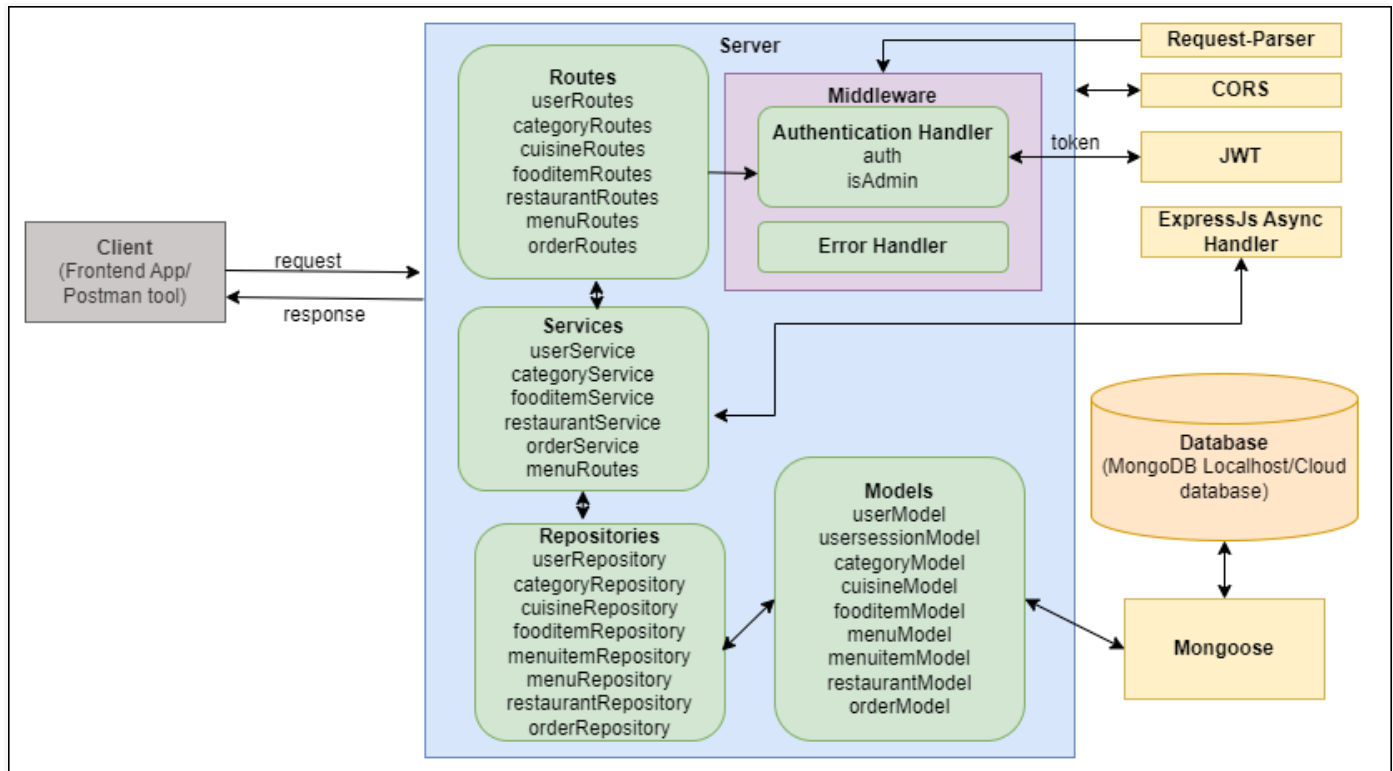 Server
Routes
userRoutes
categoryRoutes
cuisineRoutes
fooditemRoutes
restaurantRoutes
menuRoutes
orderRoutes
Middleware
Authentication Handler
auth
isAdmin
Error Handler
Request-Parser
CORS
token
JWT
ExpressJs Async
Handler
Client
(Frontend App/
Postman tool)
request
response
Services
userService
categoryService
fooditemService
restaurantService
orderService
menuRoutes
Database
(MongoDB Localhost/Cloud
database)
Repositories
userRepository
categoryRepository
cuisineRepository
fooditemRepository
menuitemRepository
menuRepository
restaurantRepository
orderRepository
Models
userModel
usersessionModel
categoryModel
cuisineModel
fooditemModel
menuModel
menuitemModel
restaurantModel
orderModel
Mongoose